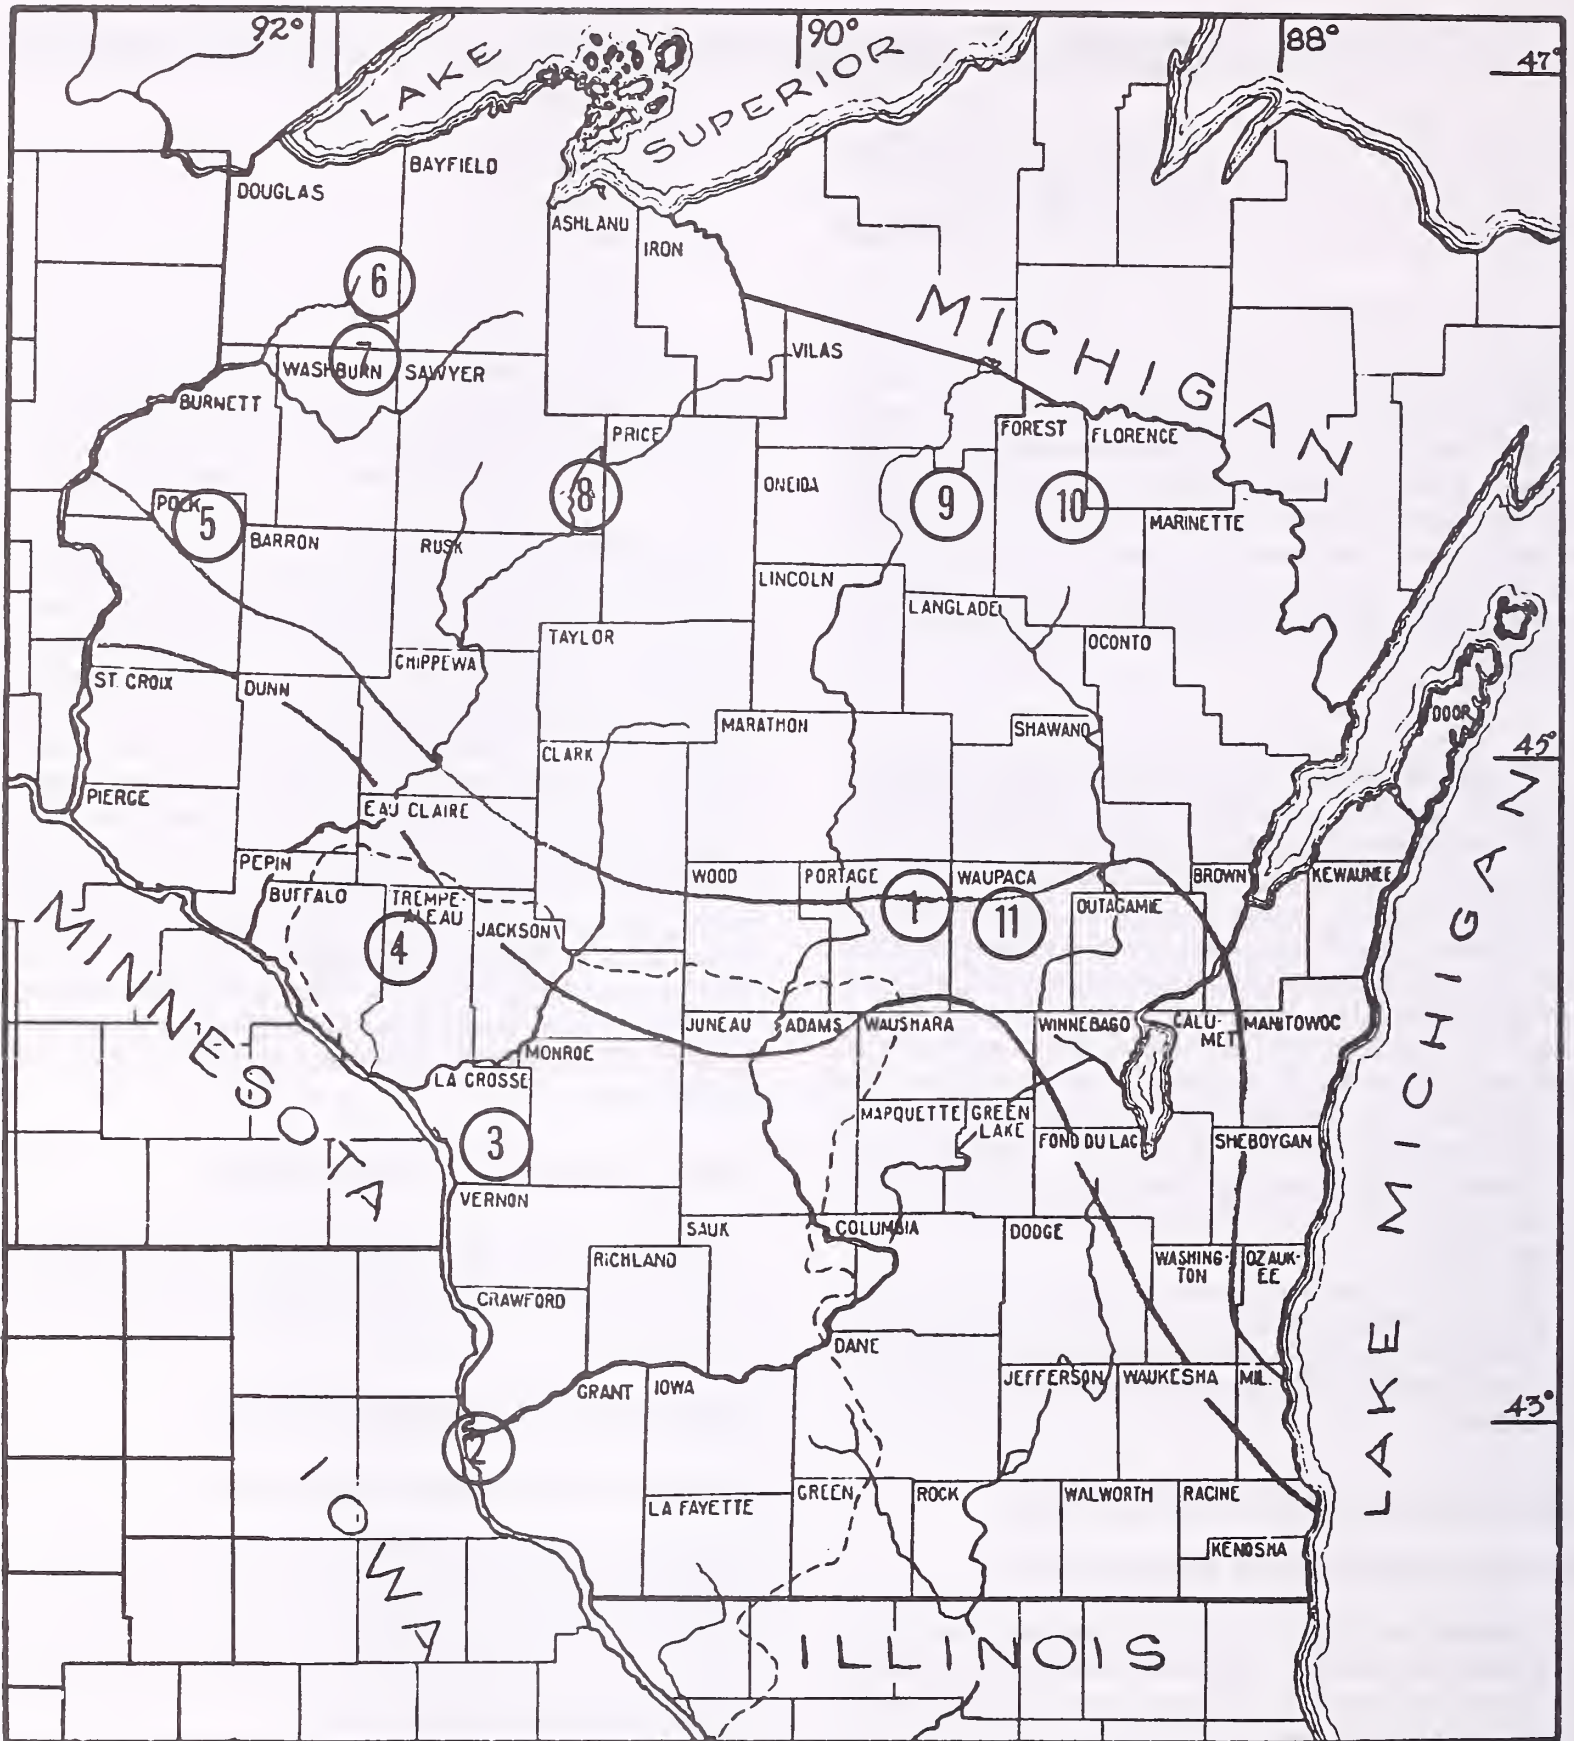 92°
90°
88°
47°
LAKE
SUPERIOR
BAYFIELD
DOUGLAS
ASHLAND
IRON
6
MICHIGAN
7
VILAS
WASHBURN
SAWYER
BURNETT
PRICE
FOREST
FLORENCE
8
ONEIDA
9
10
POLK
5
MARINETTE
BARRON
RUSK
LINCOLN
LANGLADE
TAYLOR
OCONTO
CHIPPEWA
ST. CROIX
DUNN
DOOR
MARATHON
SHAWANO
45°
CLARK
PIERCE
EAU CLAIRE
PEPIN
WOOD
PORTAGE
WAUPACA
BROWN
KEWAUNEE
BUFFALO
TREMPE-
ALEAU
1
11
OUTAGAMIE
JACKSON
4
MINNESOTA
JUNEAU
ADAMS
WAUSHARA
WINNEBAGO
CALU-
MET
MANITOWOC
MONROE
LA CROSSE
MARQUETTE
GREEN
LAKE
3
FOND DU LAC
SHEBOYGAN
LAKE MICHIGAN
VERNON
SAUK
COLUMBIA
DODGE
RICHLAND
WASHING-
TON
OZAUK-
EE
CRAWFORD
DANE
GRANT
IOWA
JEFFERSON
WAUKESHA
MIL.
43°
2
LA FAYETTE
GREEN
ROCK
WALWORTH
RACINE
KENOSHA
IOWA
ILLINOIS